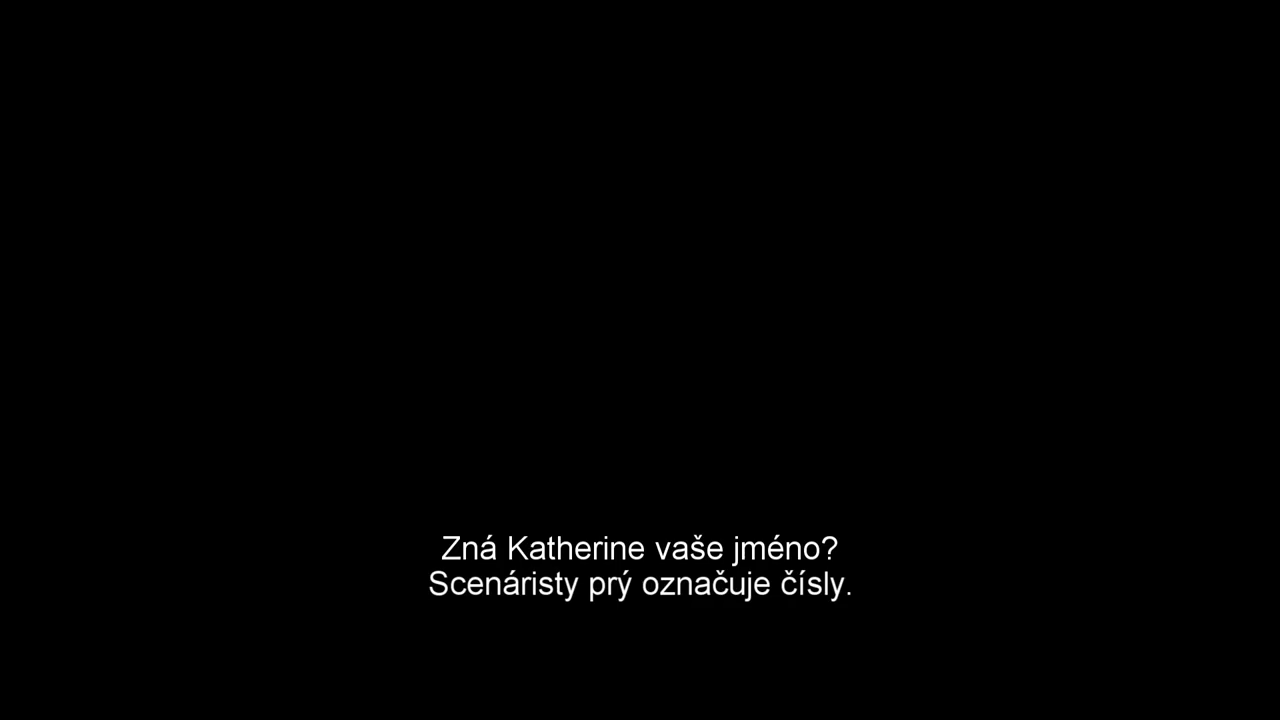 Zná Katherine vaše jméno?
Scenáristy prý označuje čísly.